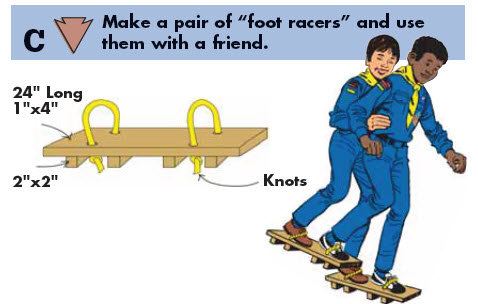 C Make a pair of “foot racers” and use
them with a friend.
24" Long
1"x4"
2"x2"
Knots